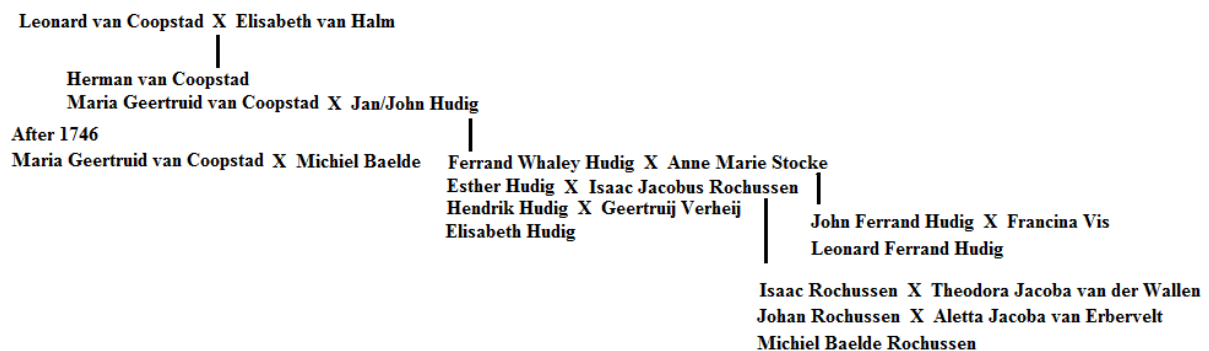 Leonard van Coopstad X Elisabeth van Halm
Herman van Coopstad
Maria Geertruid van Coopstad X Jan/John Hudig
After 1746
Maria Geertruid van Coopstad X Michiel Baelde
Ferrand Whaley Hudig X Anne Marie Stocke
Esther Hudig X Isaac Jacobus Rochussen
Hendrik Hudig X Geertruij Verheij
Elisabeth Hudig
John Ferrand Hudig X Francina Vis
Leonard Ferrand Hudig
Isaac Rochussen X Theodora Jacoba van der Wallen
Johan Rochussen X Aletta Jacoba van Erbervelt
Michiel Baelde Rochussen